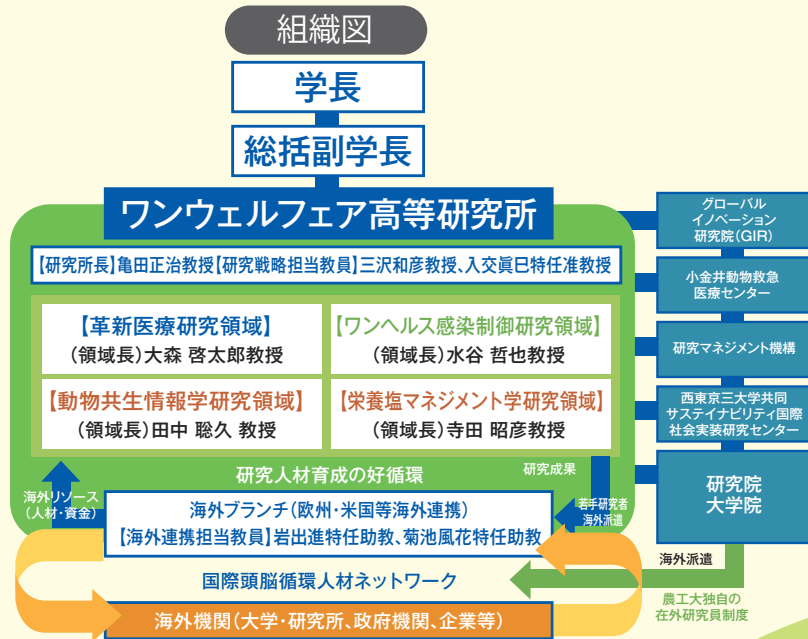 組織図
学長
総括副学長
ワンウェルフェア高等研究所
【研究所長】亀田正治教授【研究戦略担当教員】三沢和彦教授、入交眞巳特任准教授
【革新医療研究領域】
(領域長)大森 啓太郎教授
【ワンヘルス感染制御研究領域】
(領域長)水谷 哲也教授
【動物共生情報学研究領域】
(領域長)田中 聡久 教授
【栄養塩マネジメント学研究領域】
(領域長)寺田 昭彦教授
研究人材育成の好循環
研究成果
海外リソース
(人材・資金)
海外ブランチ(欧州・米国等海外連携)
【海外連携担当教員】岩出進特任助教、菊池風花特任助教
若手研究者
海外派遣
国際頭脳循環人材ネットワーク
海外機関(大学・研究所、政府機関、企業等)
グローバル
イノベーション
研究院(GIR)
小金井動物救急
医療センター
研究マネジメント機構
西東京三大学共同
サステイナビリティ国際
社会実装研究センター
研究院
大学院
海外派遣
農工大独自の
在外研究員制度